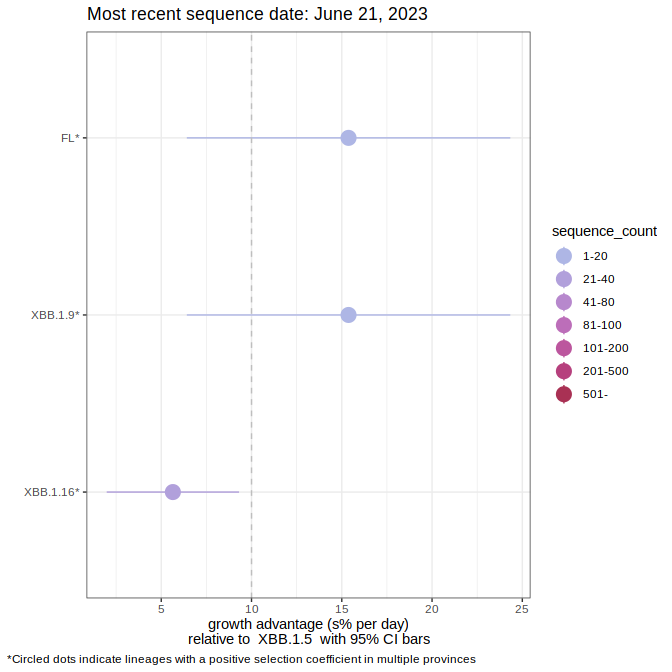 Most recent sequence date: June 21, 2023
FL*
XBB.1.9*
XBB.1.16*
5 10 15 20 25
growth advantage (s% per day)
relative to XBB.1.5 with 95% CI bars
sequence_count
1-20
21-40
41-80
81-100
101-200
201-500
501-
*Circled dots indicate lineages with a positive selection coefficient in multiple provinces